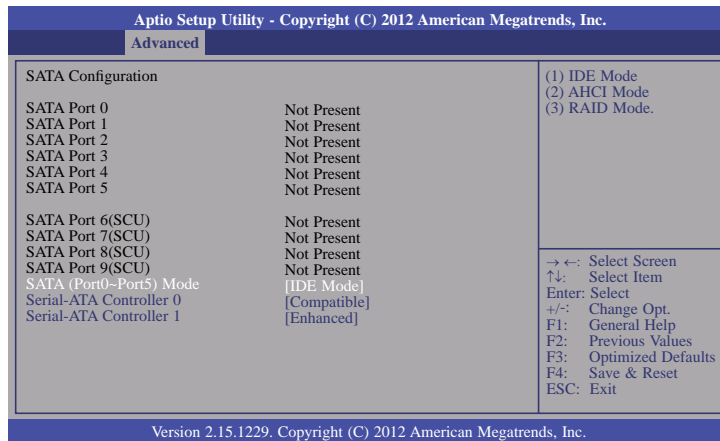 Aptio Setup Utility - Copyright (C) 2012 American Megatrends, Inc.
Advanced
SATA Configuration
SATA Port 0 Not Present
SATA Port 1 Not Present
SATA Port 2 Not Present
SATA Port 3 Not Present
SATA Port 4 Not Present
SATA Port 5 Not Present
SATA Port 6(SCU) Not Present
SATA Port 7(SCU) Not Present
SATA Port 8(SCU) Not Present
SATA Port 9(SCU) Not Present
SATA (Port0~Port5) Mode [IDE Mode]
Serial-ATA Controller 0 [Compatible]
Serial-ATA Controller 1 [Enhanced]
(1) IDE Mode
(2) AHCI Mode
(3) RAID Mode.
→ ←: Select Screen
↑↓: Select Item
Enter: Select
+/-: Change Opt.
F1: General Help
F2: Previous Values
F3: Optimized Defaults
F4: Save & Reset
ESC: Exit
Version 2.15.1229. Copyright (C) 2012 American Megatrends, Inc.